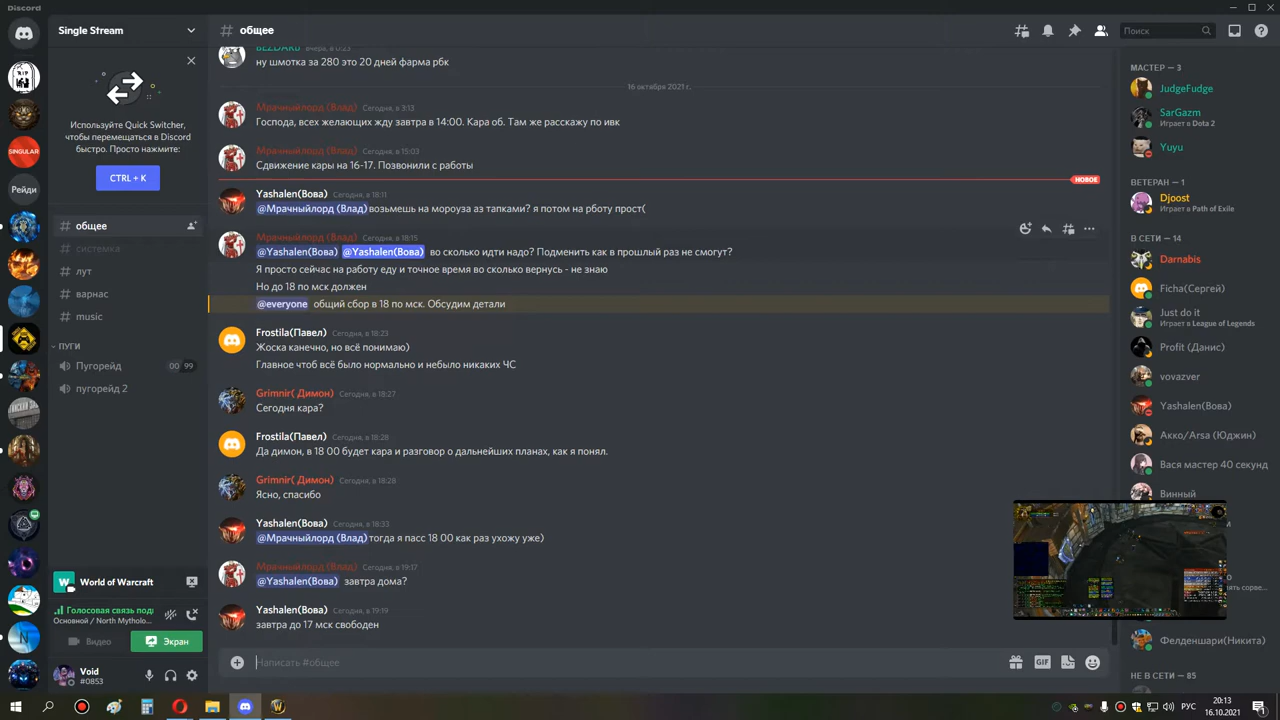 Discord
Single Stream
# общее
Поиск
Используйте Quick Switcher,
чтобы перемещаться в Discord
быстро. Просто нажмите:
CTRL + K
SINGULAR
Рейди
# общее
# системка
# лут
# варнас
# music
ПУГИ
Пугорейд
00 99
пугорейд 2
World of Warcraft
Голосовая связь под
Основной / North Mytholo...
Видео
Экран
Void
#0853
BEZDARb Вчера, в 0:23
ну шмотка за 280 это 20 дней фарма рбк
16 октября 2021 г.
Мрачныйлорд (Влад) Сегодня, в 3:13
Господа, всех желающих жду завтра в 14:00. Кара об. Там же расскажу по ивк
Мрачныйлорд (Влад) Сегодня, в 15:03
Сдвижение кары на 16-17. Позвонили с работы
НОВОЕ
Yashalen(Вова) Сегодня, в 18:11
@Мрачныйлорд (Влад) возьмешь на мороуза аз тапками? я потом на рботу прост(
Мрачныйлорд (Влад) Сегодня, в 18:15
@Yashalen(Вова) @Yashalen(Вова) во сколько идти надо? Подменить как в прошлый раз не смогут?
Я просто сейчас на работу еду и точное время во сколько вернусь - не знаю
Но до 18 по мск должен
@everyone общий сбор в 18 по мск. Обсудим детали
Frostila(Павел) Сегодня, в 18:23
Жоска канечно, но всё понимаю)
Главное чтоб всё было нормально и небыло никаких ЧС
Grimnir( Димон) Сегодня, в 18:27
Сегодня кара?
Frostila(Павел) Сегодня, в 18:28
Да димон, в 18 00 будет кара и разговор о дальнейших планах, как я понял.
Grimnir( Димон) Сегодня, в 18:28
Ясно, спасибо
Yashalen(Вова) Сегодня, в 18:33
@Мрачныйлорд (Влад) тогда я пасс 18 00 как раз ухожу уже)
Мрачныйлорд (Влад) Сегодня, в 19:17
@Yashalen(Вова) завтра дома?
Yashalen(Вова) Сегодня, в 19:19
завтра до 17 мск свободен
Написать #общее
GIF
МАСТЕР — 3
JudgeFudge
SarGazm
Играет в Dota 2
Yuyu
ВЕТЕРАН — 1
Djoost
Играет в Path of Exile
В СЕТИ — 14
Darnabis
Ficha(Сергей)
Just do it
Играет в League of Legends
Profit (Данис)
vovazver
Yashalen(Вова)
Акко/Arsa (Юджин)
Вася мастер 40 секунд
Винный
Фелденшари(Никита)
НЕ В СЕТИ — 85
РУС
20:13
16.10.2021